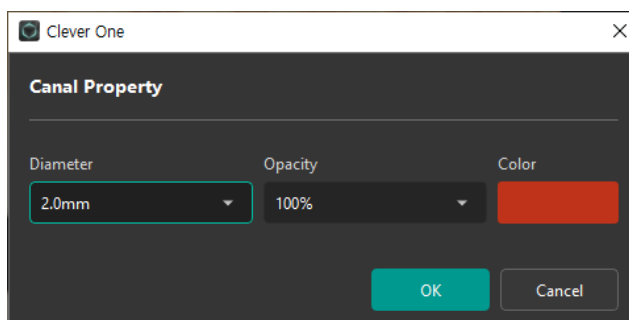 Clever One
Canal Property
Diameter Opacity Color
2.0mm 100%
OK Cancel